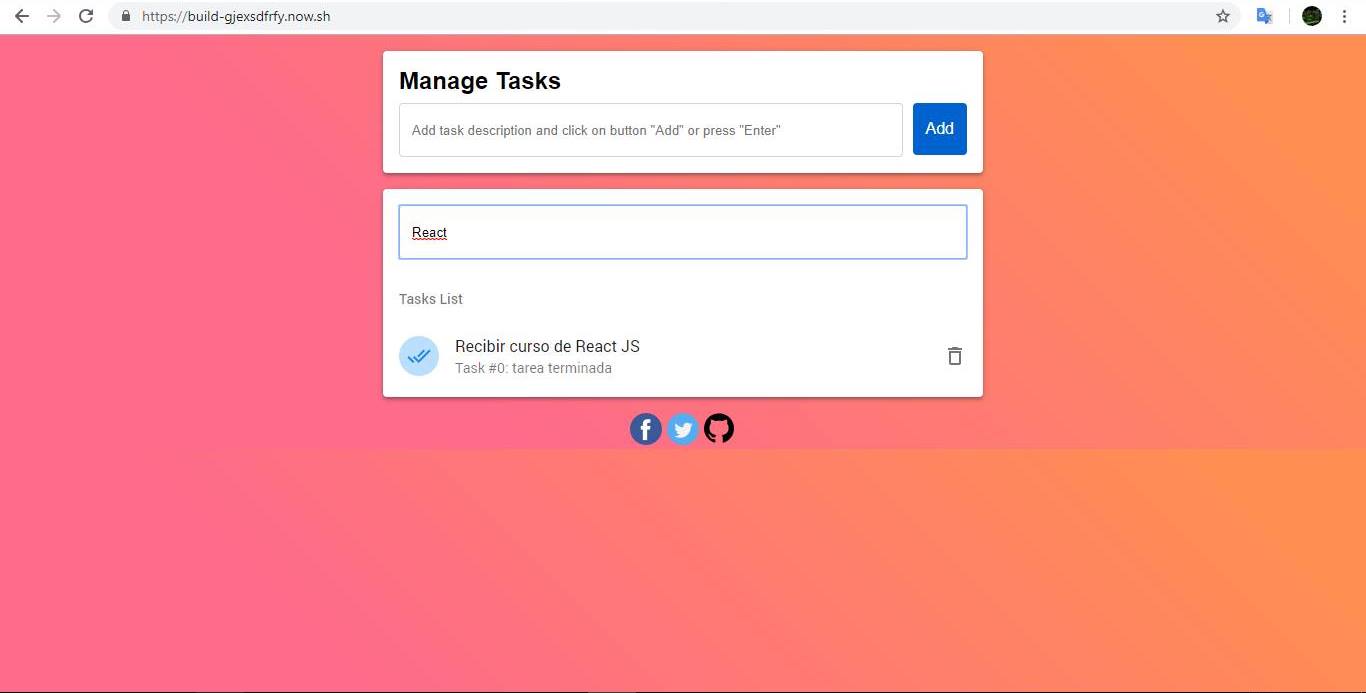 https://build-gjexsdfrfy.now.sh
Manage Tasks
Add task description and click on button "Add" or press "Enter"
Add
React
Tasks List
Recibir curso de React JS
Task #0: tarea terminada